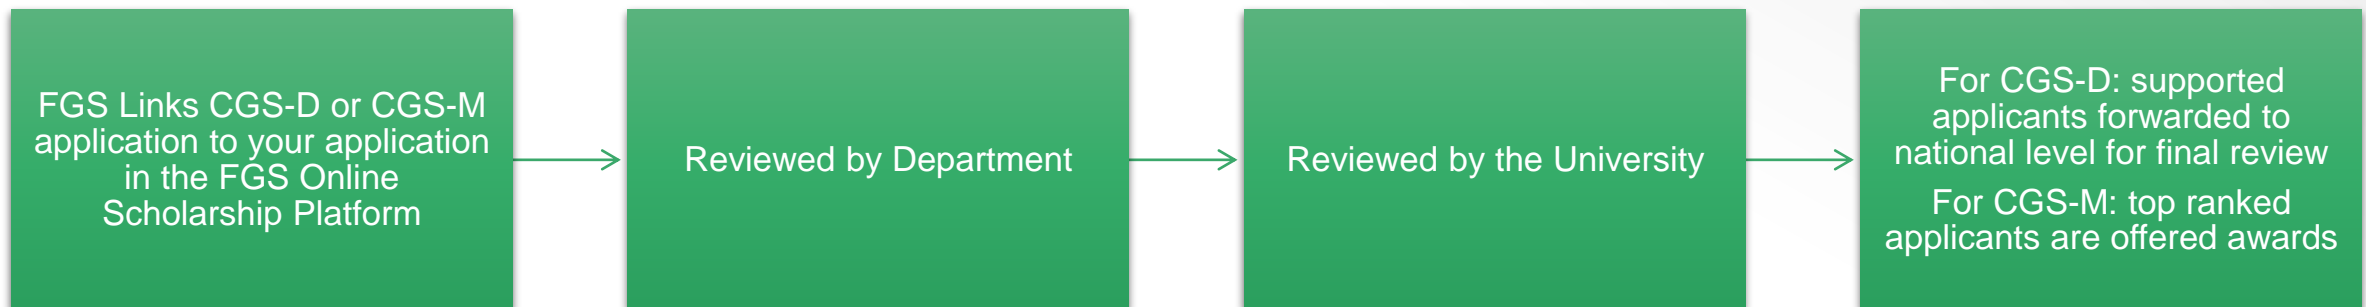 FGS Links CGS-D or CGS-M
application to your application
in the FGS Online
Scholarship Platform
Reviewed by Department
Reviewed by the University
For CGS-D: supported
applicants forwarded to
national level for final review
For CGS-M: top ranked
applicants are offered awards